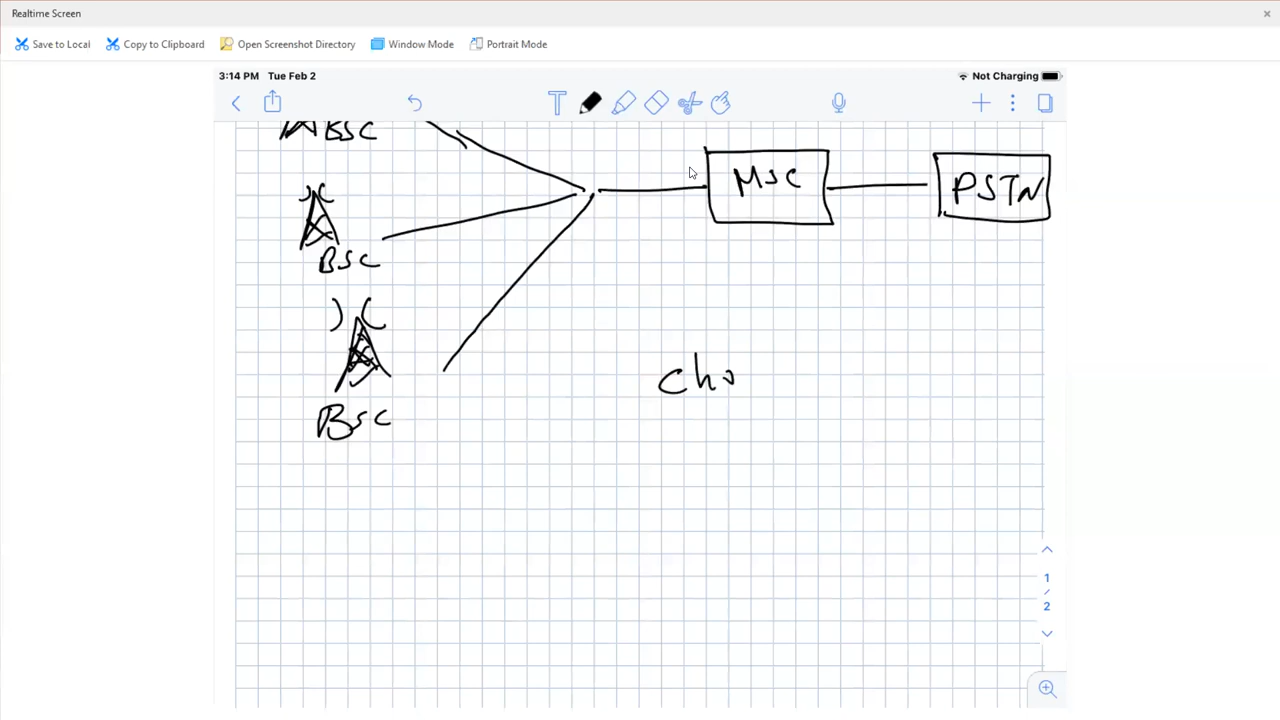 Realtime Screen
Save to Local Copy to Clipboard Open Screenshot Directory Window Mode Portrait Mode
3:14 PM Tue Feb 2 Not Charging
T
BSC
MSC PSTN
BSC
Cho
BSC
1
/
2